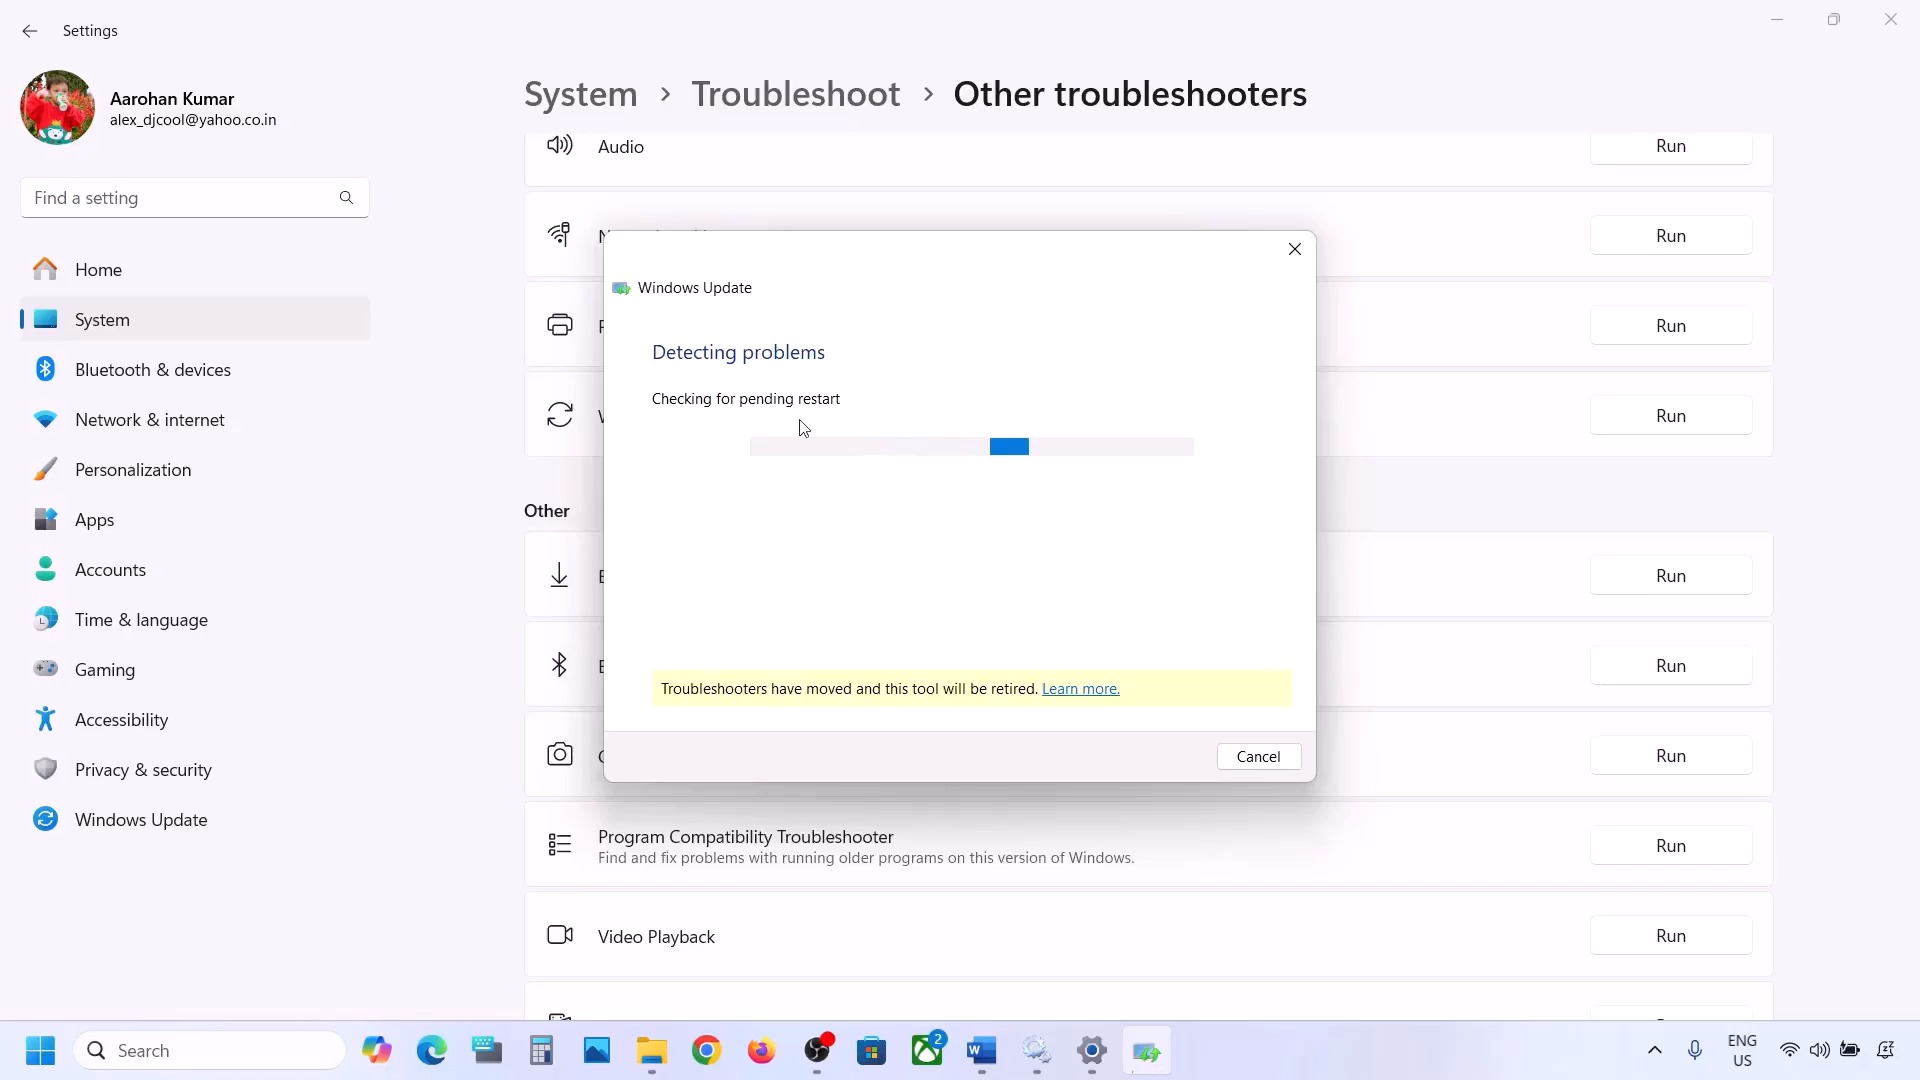 Settings
Aarohan Kumar
alex_djcool@yahoo.co.in
Find a setting
Home
System
Bluetooth & devices
Network & internet
Personalization
Apps
Accounts
Time & language
Gaming
Accessibility
Privacy & security
Windows Update
System > Troubleshoot > Other troubleshooters
Audio
Run
Run
Run
Run
Windows Update
Detecting problems
Checking for pending restart
Troubleshooters have moved and this tool will be retired. Learn more.
Cancel
Other
Run
Run
Run
Program Compatibility Troubleshooter
Find and fix problems with running older programs on this version of Windows.
Run
Video Playback
Run
Search
2
ENG
US